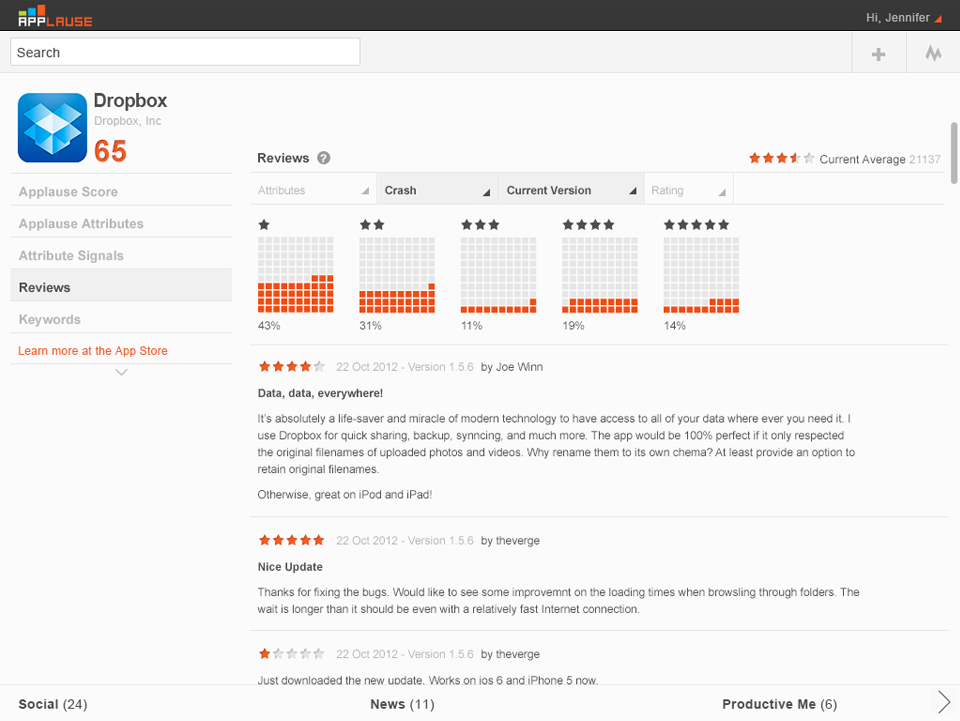 APPLAUSE
Hi, Jennifer
Search
Dropbox
Dropbox, Inc
65
Applause Score
Applause Attributes
Attribute Signals
Reviews
Keywords
Learn more at the App Store
Reviews ?
Current Average 21137
Attributes Crash Current Version Rating
43% 31% 11% 19% 14%
22 Oct 2012 - Version 1.5.6 by Joe Winn
Data, data, everywhere!
It's absolutely a life-saver and miracle of modern technology to have access to all of your data where ever you need it. I
use Dropbox for quick sharing, backup, synncing, and much more. The app would be 100% perfect if it only respected
the original filenames of uploaded photos and videos. Why rename them to its own chema? At least provide an option to
retain original filenames.
Otherwise, great on iPod and iPad!
22 Oct 2012 - Version 1.5.6 by theverge
Nice Update
Thanks for fixing the bugs. Would like to see some improvemnt on the loading times when browsling through folders. The
wait is longer than it should be even with a relatively fast Internet connection.
22 Oct 2012 - Version 1.5.6 by theverge
Just downloaded the new update. Works on ios 6 and iPhone 5 now.
Social (24) News (11) Productive Me (6)